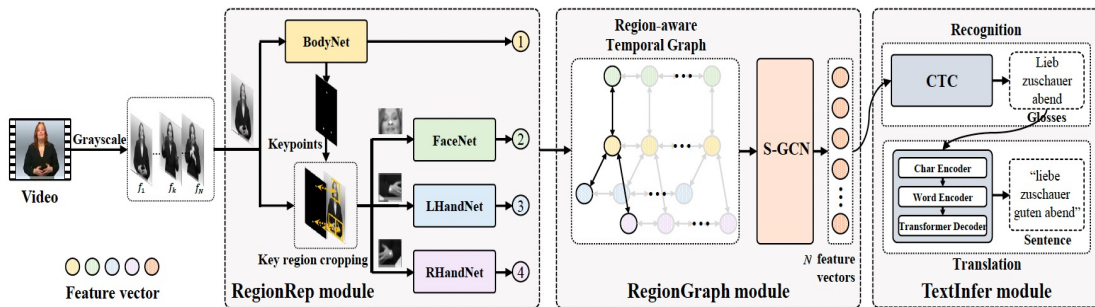 Video
Grayscale
f1
fk
fN
Feature vector
BodyNet
Keypoints
Key region cropping
FaceNet
LHandNet
RHandNet
1
2
3
4
RegionRep module
Region-aware
Temporal Graph
S-GCN
N feature
vectors
RegionGraph module
Recognition
CTC
Lieb
zuschauer
abend
Glosses
Char Encoder
Word Encoder
Transformer Decoder
“liebe
zuschauer
guten abend”
Sentence
Translation
TextInfer module